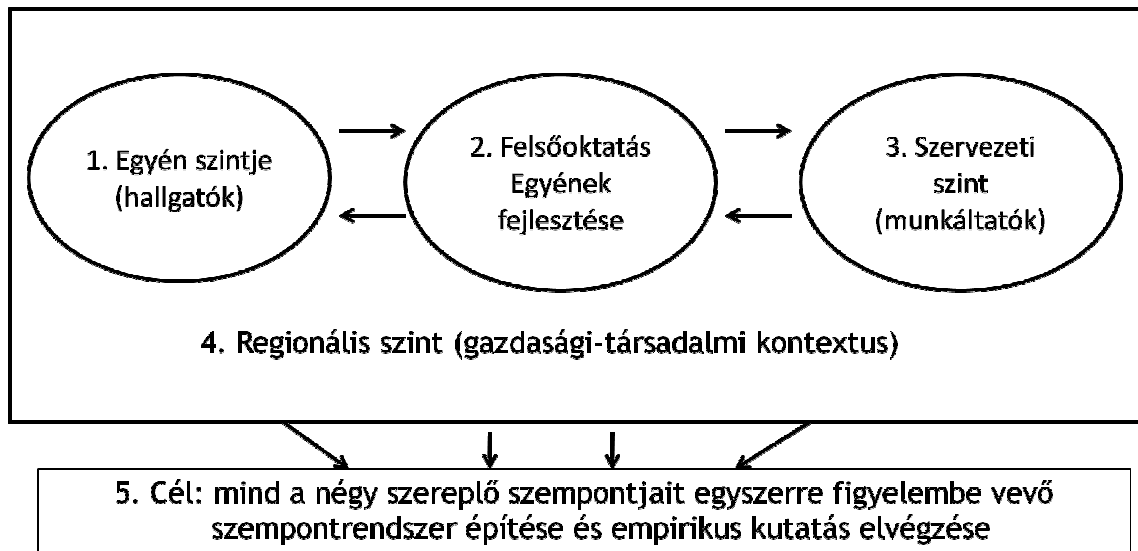 1. Egyén szintje
(hallgatók)
2. Felsőoktatás
Egyének
fejlesztése
3. Szervezeti
szint
(munkáltatók)
4. Regionális szint (gazdasági-társadalmi kontextus)
5. Cél: mind a négy szereplő szempontjait egyszerre figyelembe vevő
szempontrendszer építése és empirikus kutatás elvégzése